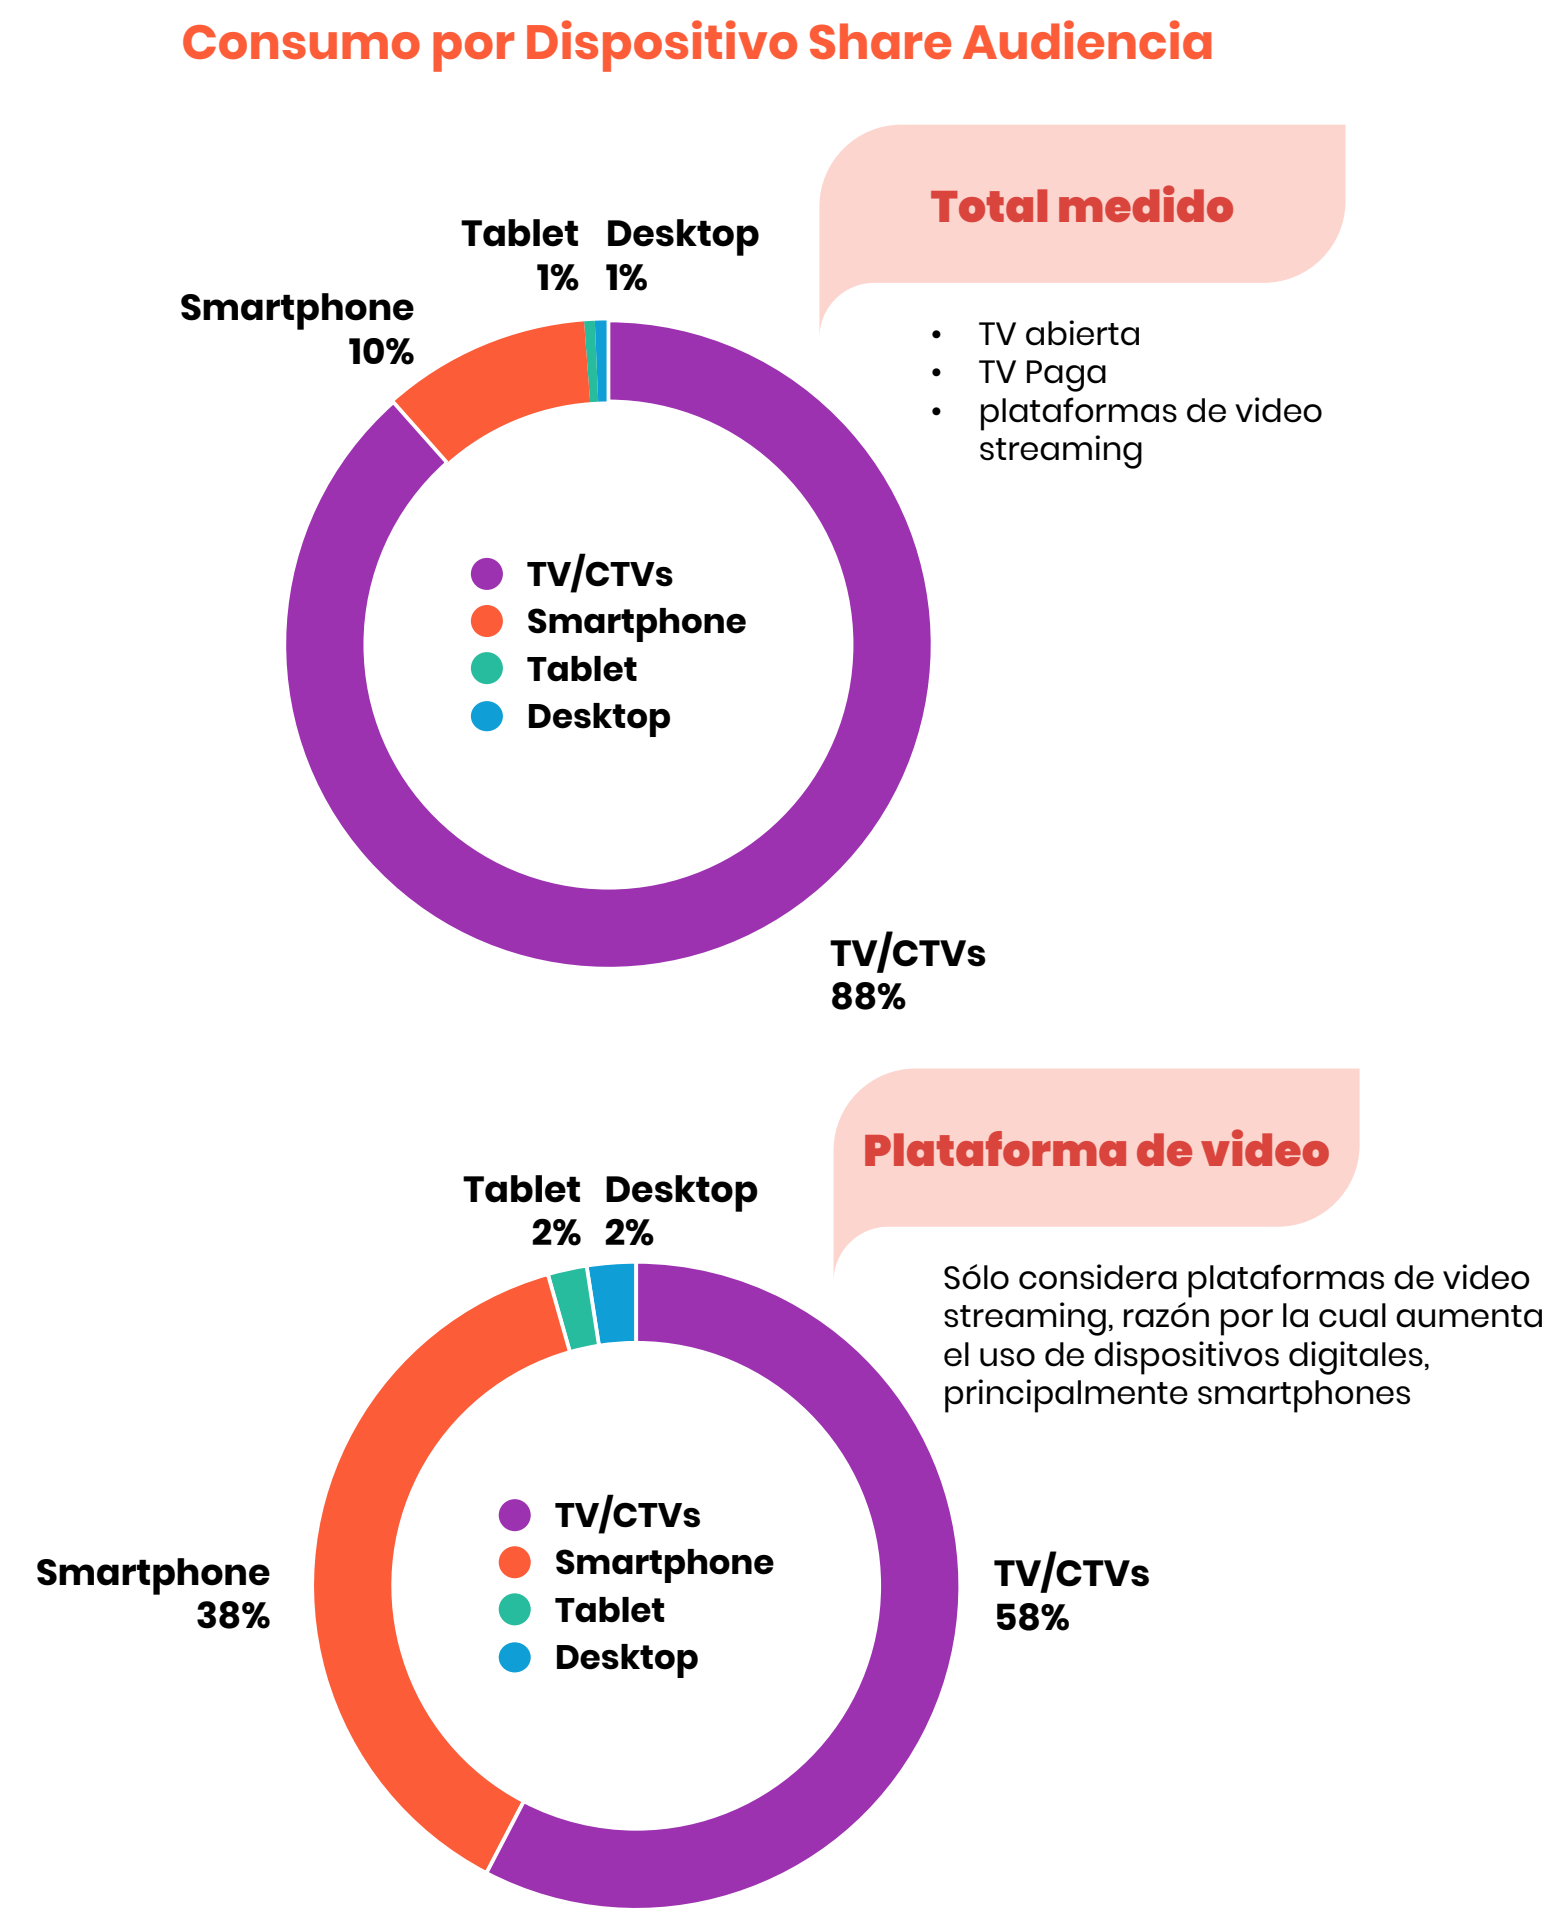 Consumo por Dispositivo Share Audiencia
Total medido
Tablet
1%
Desktop
1%
Smartphone
10%
• TV abierta
• TV Paga
• plataformas de video
streaming
TV/CTVs
Smartphone
Tablet
Desktop
TV/CTVs
88%
Plataforma de video
Tablet
2%
Desktop
2%
Sólo considera plataformas de video
streaming, razón por la cual aumenta
el uso de dispositivos digitales,
principalmente smartphones
TV/CTVs
Smartphone
Tablet
Desktop
Smartphone
38%
TV/CTVs
58%